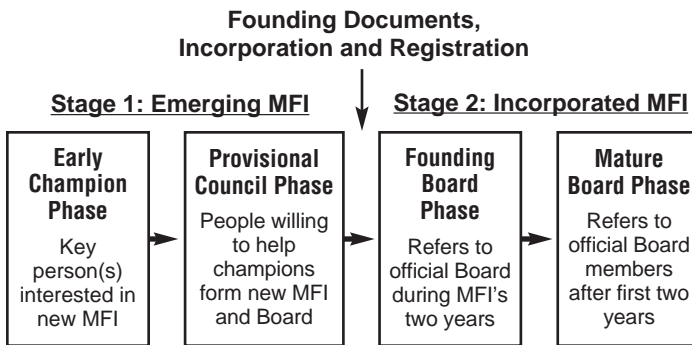 Founding Documents,
Incorporation and Registration
Stage 1: Emerging MFI
Stage 2: Incorporated MFI
Early
Champion
Phase
Key
person(s)
interested in
new MFI
Provisional
Council Phase
People willing
to help
champions
form new MFI
and Board
Founding
Board
Phase
Refers to
official Board
during MFI's
two years
Mature
Board Phase
Refers to
official Board
members
after first two
years